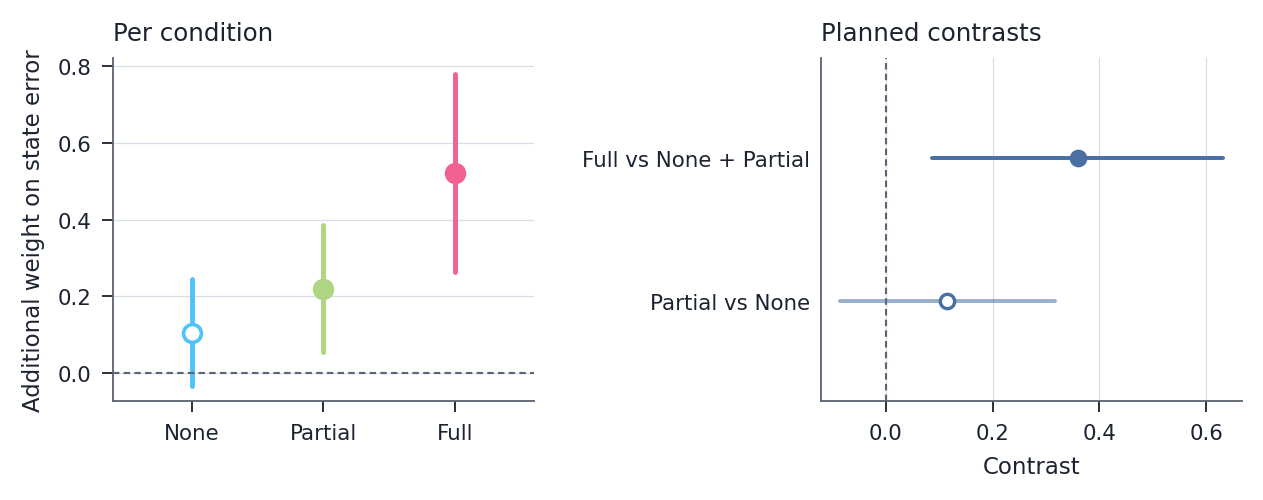 Per condition
Additional weight on state error
0.8
0.6
0.4
0.2
0.0
None Partial Full
Planned contrasts
Full vs None + Partial
Partial vs None
0.0 0.2 0.4 0.6
Contrast